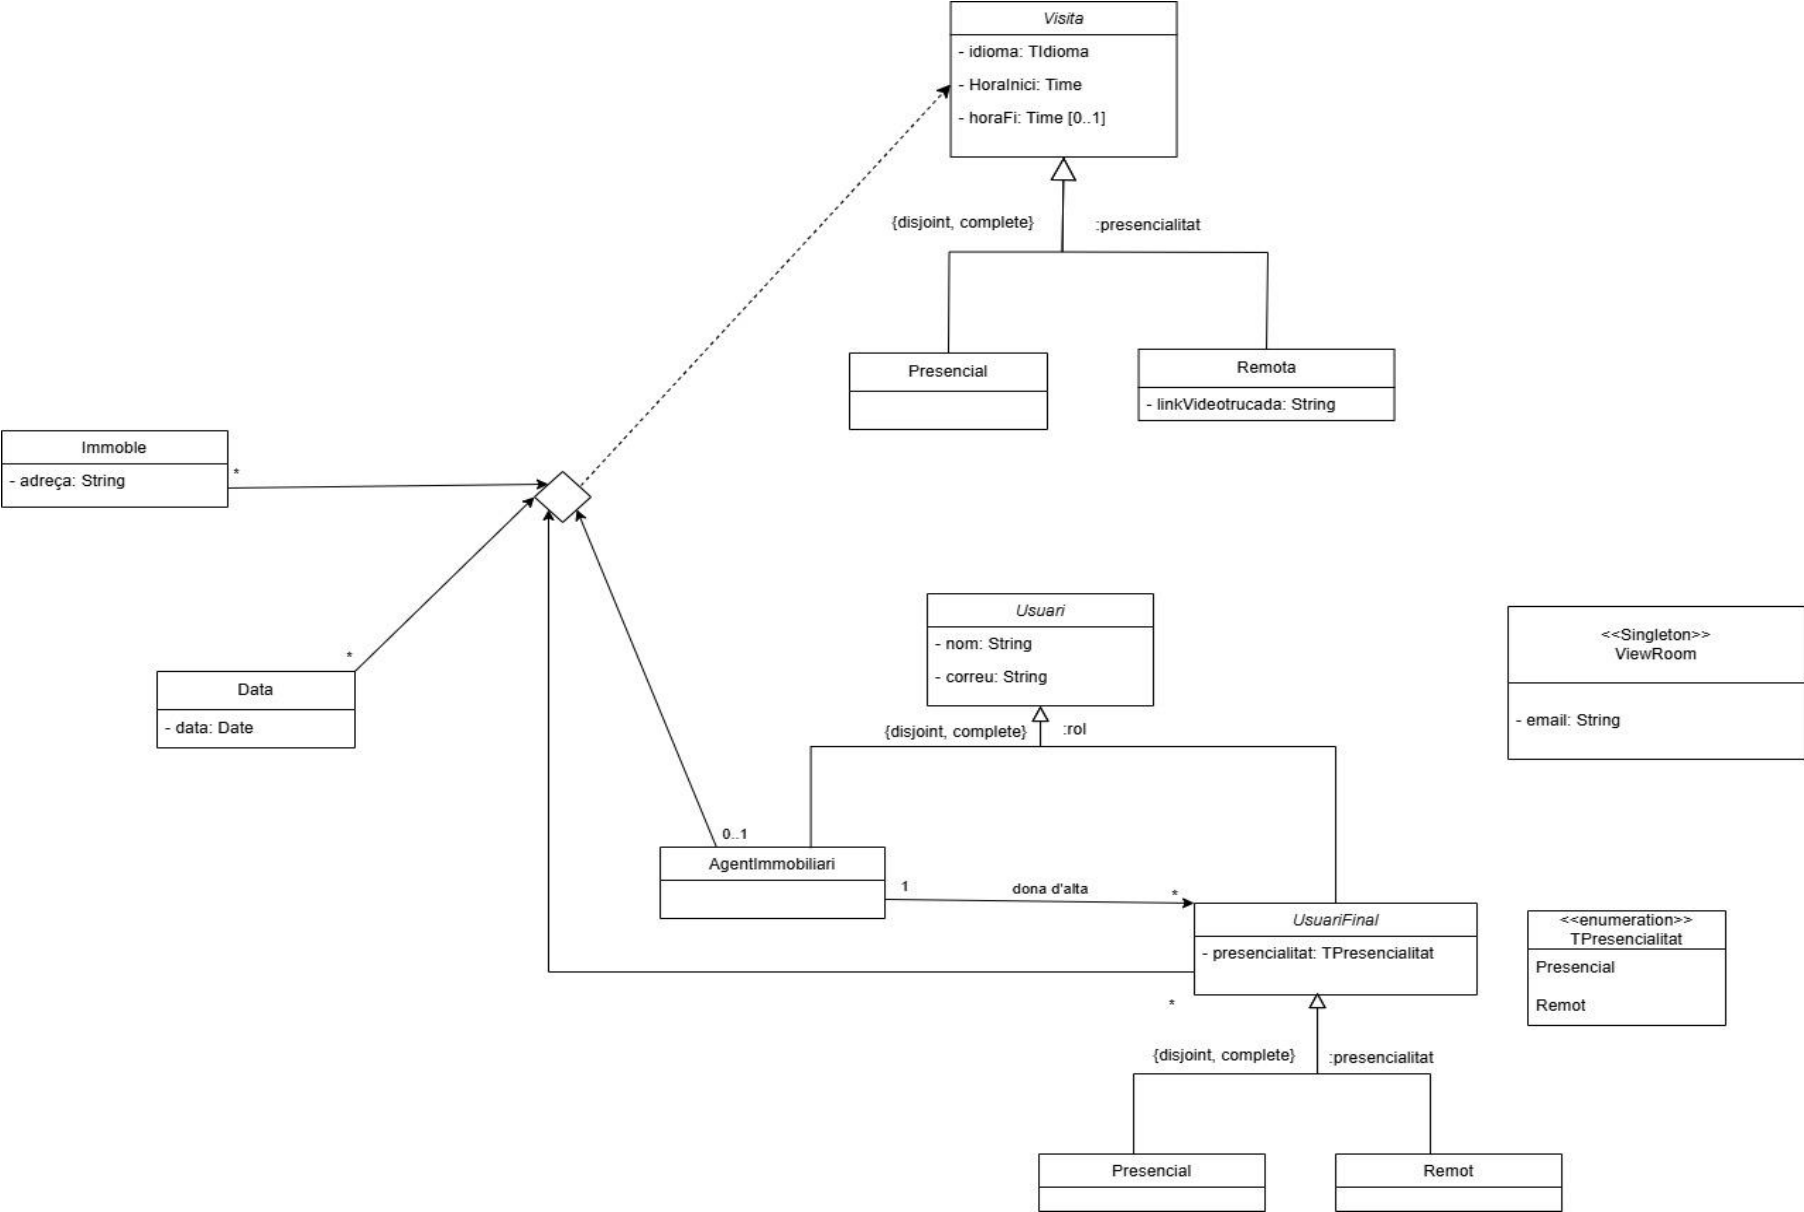 Visita
- idioma: TIdioma
- HoraInici: Time
- horaFi: Time [0..1]
{disjoint, complete}
:presencialitat
Presencial
Remota
- linkVideotrucada: String
Immoble
- adreça: String
*
*
Data
- data: Date
Usuari
- nom: String
- correu: String
{disjoint, complete}
:rol
<<Singleton>>
ViewRoom
- email: String
0..1
AgentImmobiliari
1
dona d'alta
*
UsuariFinal
- presencialitat: TPresencialitat
*
<<enumeration>>
TPresencialitat
Presencial
Remot
{disjoint, complete}
:presencialitat
Presencial
Remot